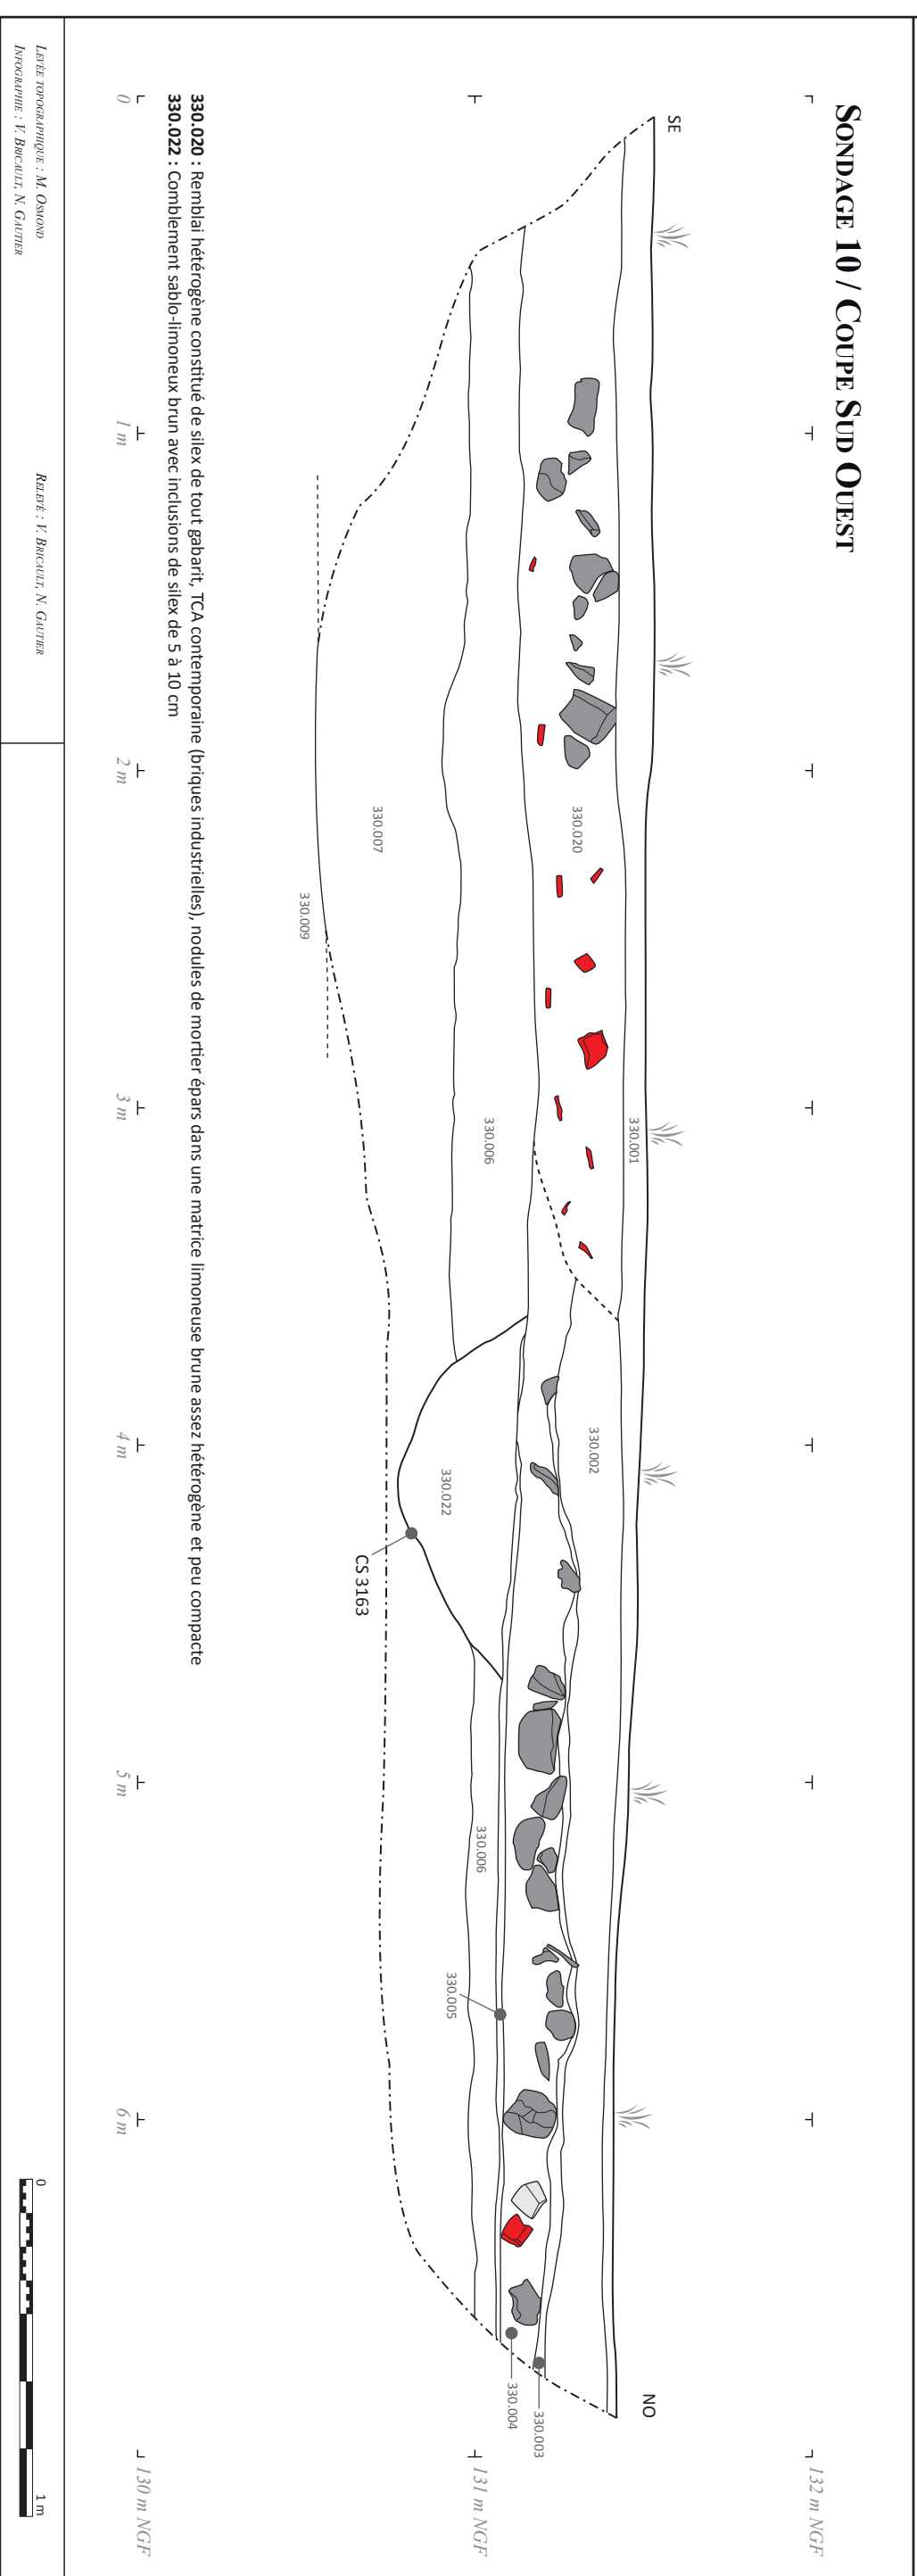 SONDAGE 10 / COUPE SUD OUEST
SE
NO
132 m NGF
131 m NGF
130 m NGF
330.001
330.020
330.002
330.003
330.004
330.006
330.006
330.005
330.007
330.022
CS 3163
330.009
330.020 : Remblai hétérogène constitué de silex de tout gabarit, TCA contemporaine (briques industrielles), nodules de mortier épars dans une matrice limoneuse brune assez hétérogène et peu compacte
330.022 : Comblement sablo-limoneux brun avec inclusions de silex de 5 à 10 cm
0 1 m 2 m 3 m 4 m 5 m 6 m
LEVÉE TOPOGRAPHIQUE : M. OSMOND RELEVÉ : V. BRICAULT, N. GAUTIER
INFOGRAPHIE : V. BRICAULT, N. GAUTIER
0 1 m